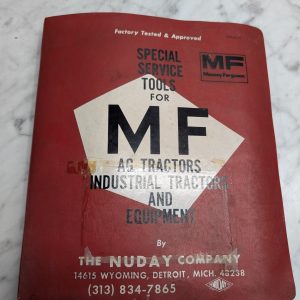 Factory Tested & Approved
SPECIAL
SERVICE
TOOLS
FOR
MF
Massey Ferguson
MF
AG TRACTORS
INDUSTRIAL TRACTORS
AND
EQUIPMENT
By
THE NUDAY COMPANY
14615 WYOMING, DETROIT, MICH. 48238
(313) 834-7865